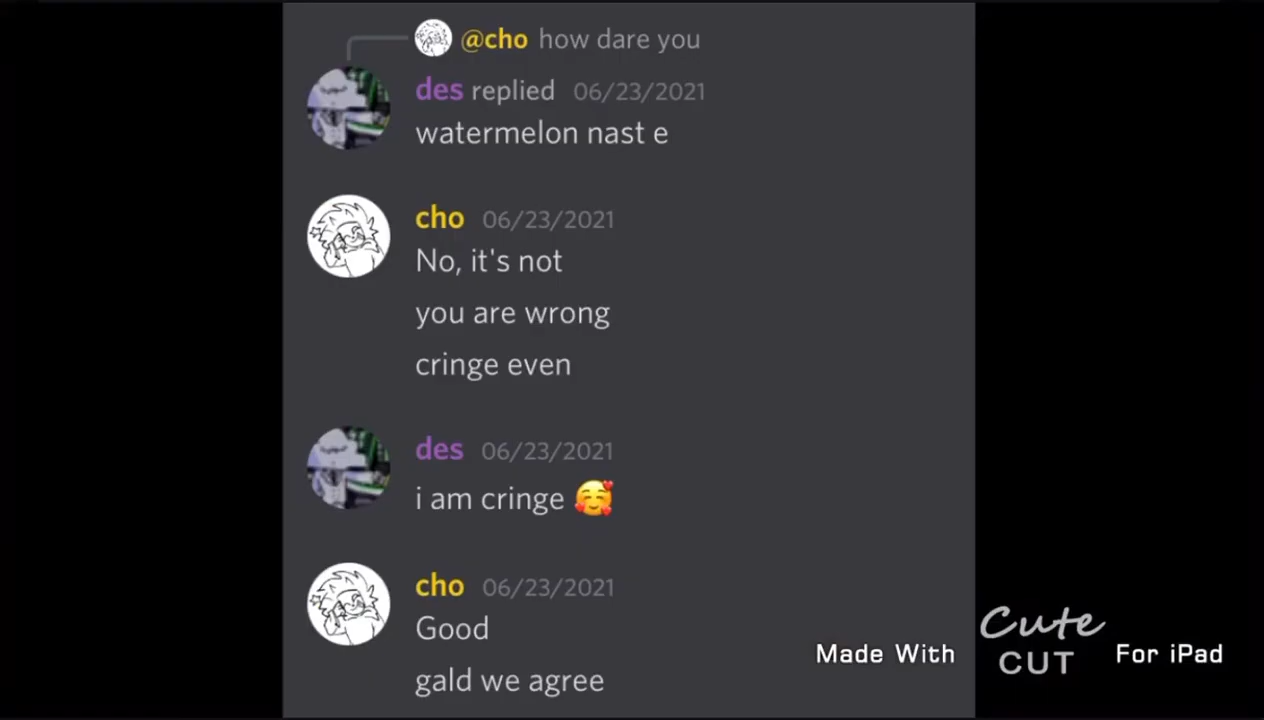 @cho how dare you
des replied 06/23/2021
watermelon nast e
cho 06/23/2021
No, it's not
you are wrong
cringe even
des 06/23/2021
i am cringe 🥰
cho 06/23/2021
Good
gald we agree
Made With Cute CUT For iPad